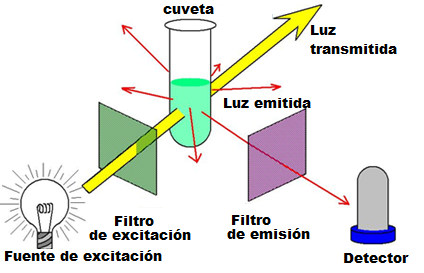 cuveta
Luz
transmitida
Luz emitida
Filtro
de excitación
Filtro
de emisión
Fuente de excitación
Detector